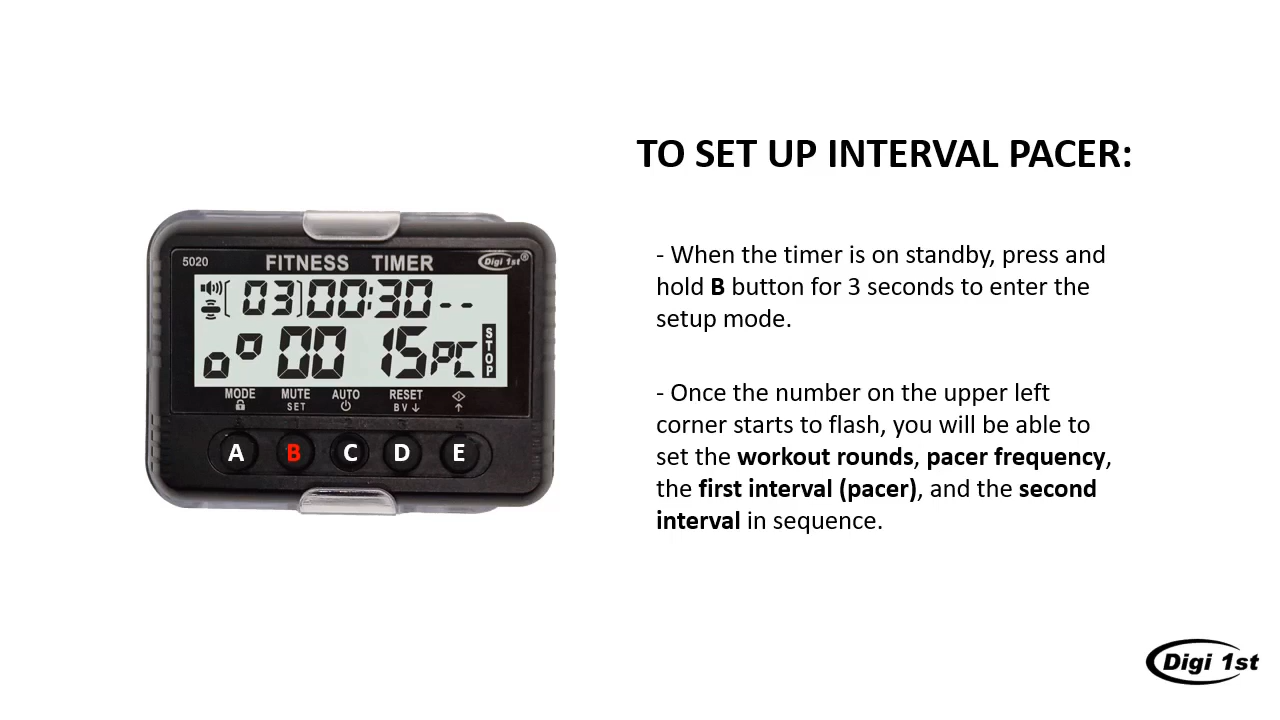 TO SET UP INTERVAL PACER:
- When the timer is on standby, press and
hold B button for 3 seconds to enter the
setup mode.
- Once the number on the upper left
corner starts to flash, you will be able to
set the workout rounds, pacer frequency,
the first interval (pacer), and the second
interval in sequence.
5020 FITNESS TIMER Digi 1st®
03 00:30--
00 15PC STOP
MODE MUTE AUTO RESET
SET BV ↓ ↑
A B C D E
Digi 1st